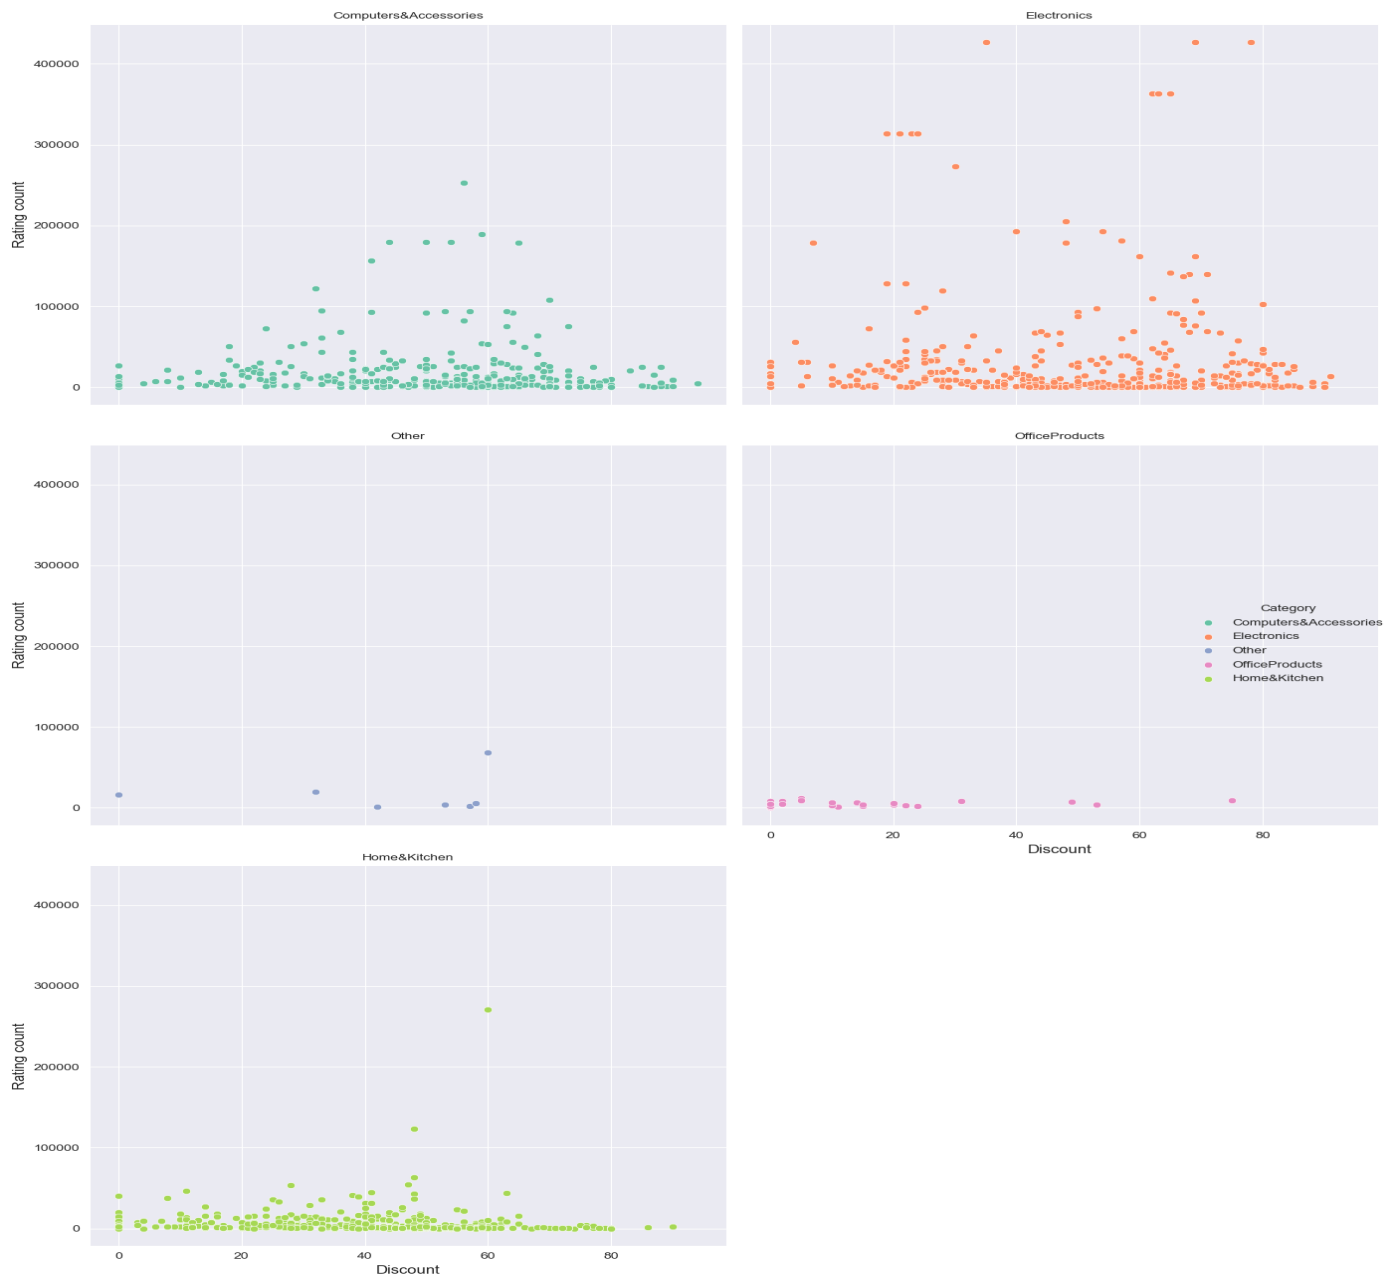 Computers&Accessories
Electronics
400000
300000
200000
100000
0
Rating count
Other
OfficeProducts
400000
300000
200000
100000
0
Rating count
Category
Computers&Accessories
Electronics
Other
OfficeProducts
Home&Kitchen
0
20
40
60
80
Discount
Home&Kitchen
400000
300000
200000
100000
0
Rating count
0
20
40
60
80
Discount